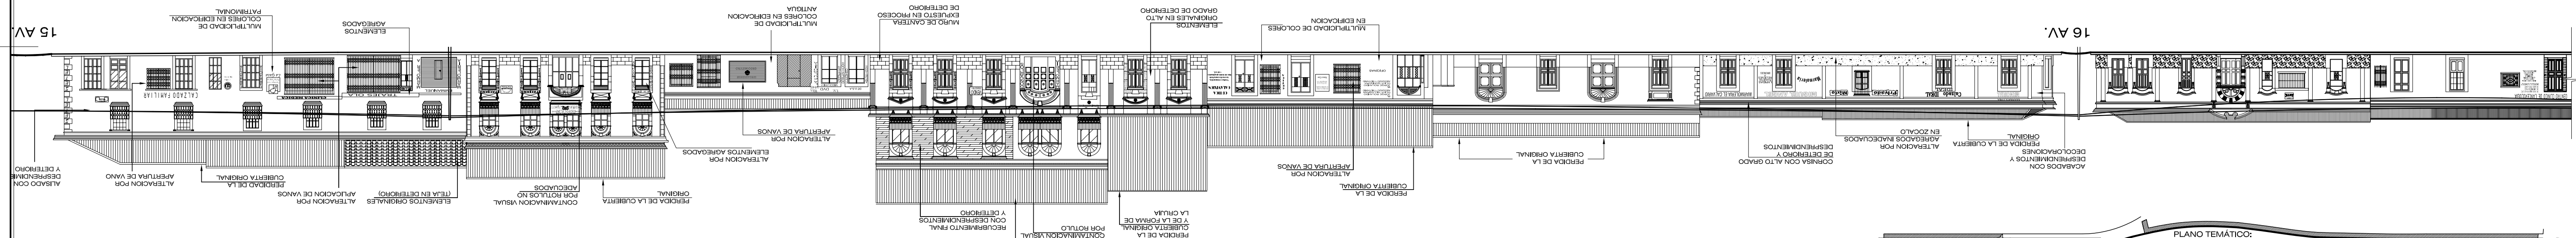 PLANO TEMÁTICO:
PERDIDA DE LA
CUBIERTA ORIGINAL
Y DE LA FORMA DE
LA CRUJIA
CONTAMINACION VISUAL
POR ROTULO
RECUBRIMIENTO FINAL
CON DESPRENDIMIENTOS
Y DETERIORO
ACABADOS CON
DESPRENDIMIENTOS Y
DECOLORACIONES
PERDIDA DE LA CUBIERTA
ORIGINAL
ALTERACION POR
AGREGADOS INADECUADOS
EN ZOCALO
CORNISA CON ALTO GRADO
DE DETERIORO Y
DESPRENDIMIENTOS
PERDIDA DE LA
CUBIERTA ORIGINAL
PERDIDA DE LA
CUBIERTA ORIGINAL
ALTERACION POR
APERTURA DE VANOS
PERDIDA DE LA CUBIERTA
ORIGINAL
CONTAMINACION VISUAL
POR ROTULOS NO
ADECUADOS
ELEMENTOS ORIGINALES
(TEJA EN DETERIORO)
ALTERACION POR
APLICACION DE VANOS
PERDIDAD DE LA
CUBIERTA ORIGINAL
ALTERACION POR
APERTURA DE VANO
ALISADO CON
DESPRENDIMIE
Y DETERIORO
ALTERACION POR
ELEMENTOS AGREGADOS
ALTERACION POR
APERTURA DE VANOS
Calzado IDEAL
CALZADO FAMILIAR
16 AV.
MULTIPLICIDAD DE COLORES
EN EDIFICACION
ELEMENTOS
ORIGINALES EN ALTO
GRADO DE DETERIORO
MURO DE CANTERA
EXPUESTO EN PROCESO
DE DETERIORO
MULTIPLICIDAD DE
COLORES EN EDIFICACION
ANTIGUA
ELEMENTOS
AGREGADOS
MULTIPLICIDAD DE
COLORES EN EDIFICACION
PATRIMONIAL
15 AV.